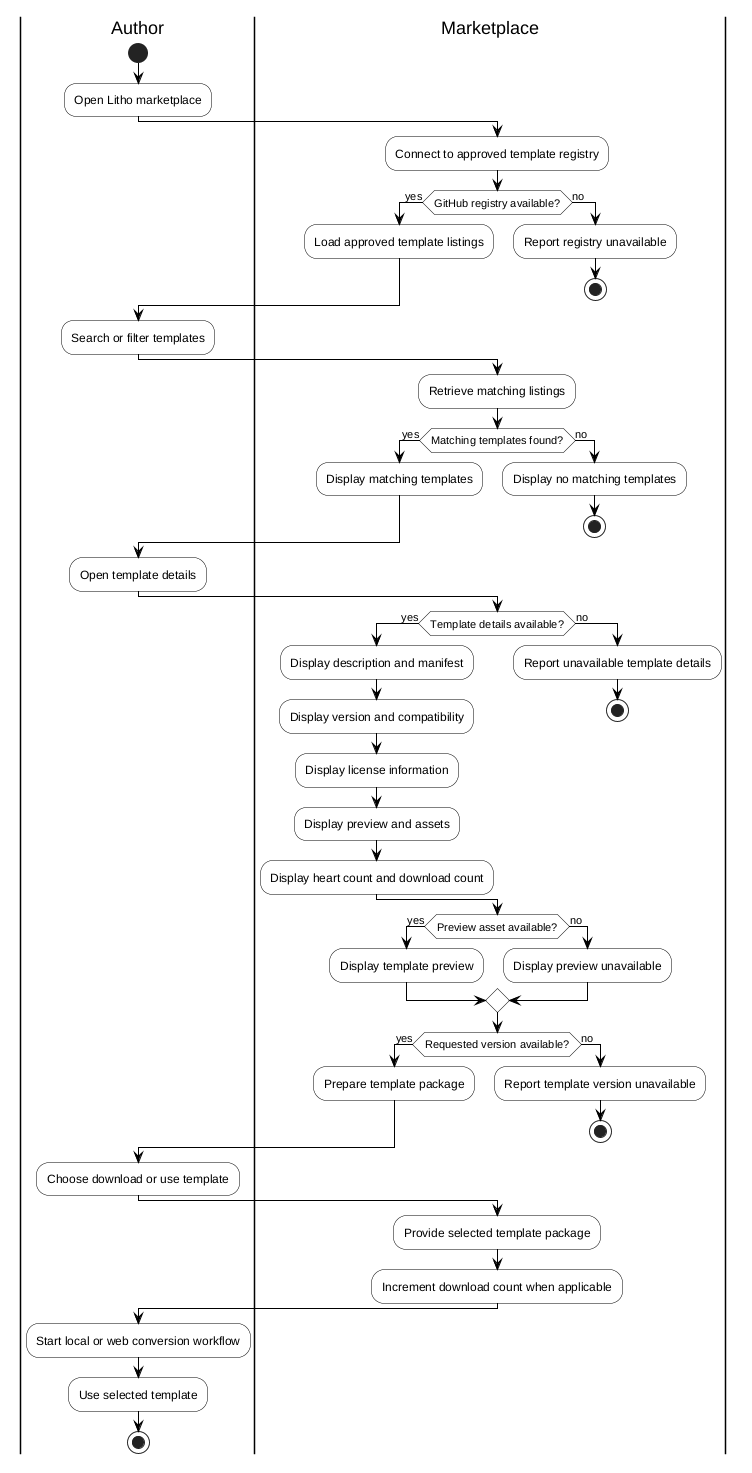 Author
Marketplace
Open Litho marketplace
Connect to approved template registry
yes
GitHub registry available?
no
Load approved template listings
Report registry unavailable
Search or filter templates
Retrieve matching listings
yes
Matching templates found?
no
Display matching templates
Display no matching templates
Open template details
yes
Template details available?
no
Display description and manifest
Report unavailable template details
Display version and compatibility
Display license information
Display preview and assets
Display heart count and download count
yes
Preview asset available?
no
Display template preview
Display preview unavailable
yes
Requested version available?
no
Prepare template package
Report template version unavailable
Choose download or use template
Provide selected template package
Increment download count when applicable
Start local or web conversion workflow
Use selected template